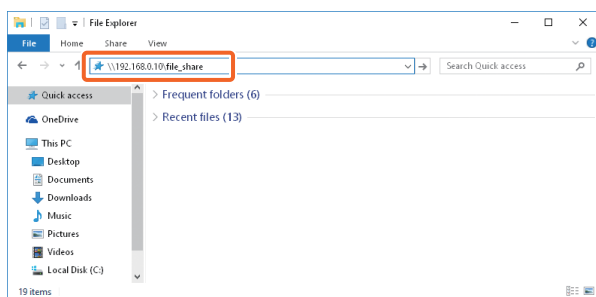 File Explorer
File Home Share View
\\192.168.0.10\file_share
Search Quick access
Quick access
Frequent folders (6)
OneDrive
Recent files (13)
This PC
Desktop
Documents
Downloads
Music
Pictures
Videos
Local Disk (C:)
19 items